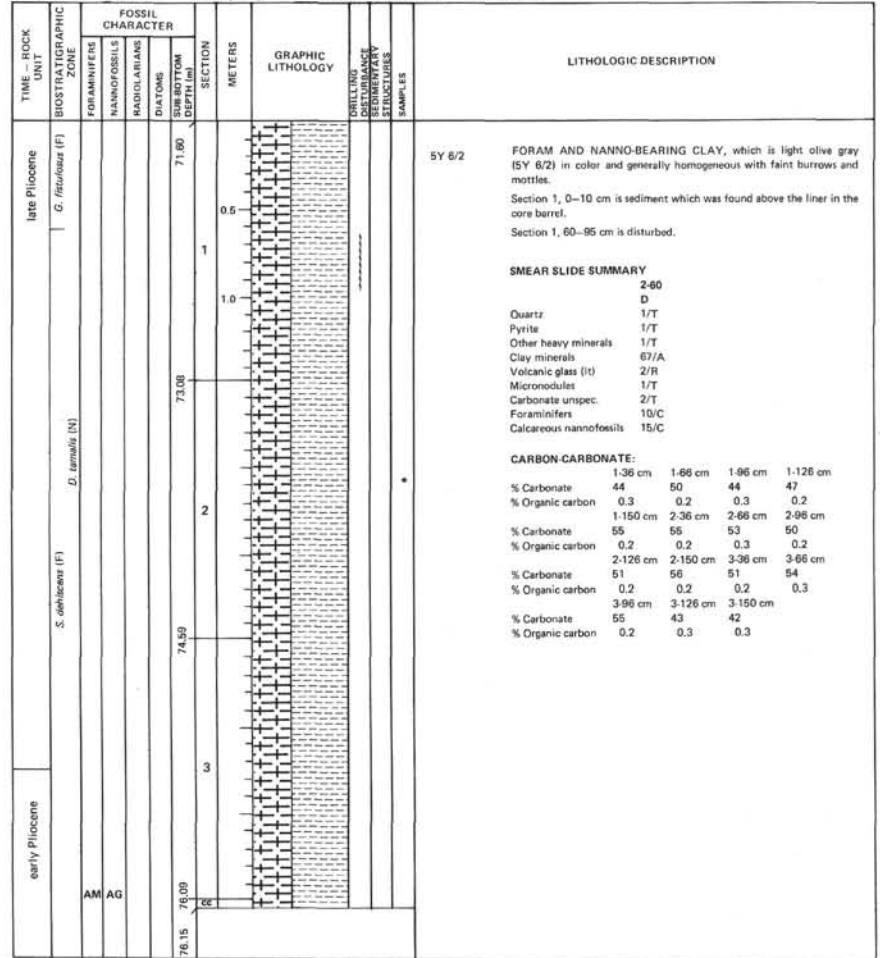 TIME – ROCK UNIT
BIOSTRATIGRAPHIC ZONE
FOSSIL CHARACTER
FORAMINIFERS
NANNOFOSSILS
RADIOLARIANS
DIATOMS
SUB-BOTTOM DEPTH (m)
SECTION
METERS
GRAPHIC LITHOLOGY
DRILLING DISTURBANCE
SEDIMENTARY STRUCTURES
SAMPLES
LITHOLOGIC DESCRIPTION
late Pliocene
early Pliocene
G. fistulosus (F)
S. dehiscens (F)
D. tamalis (N)
AM AG
71.60
73.08
74.59
76.09
76.15
1
2
3
cc
0.5
1.0
5Y 6/2
FORAM AND NANNO-BEARING CLAY, which is light olive gray
(5Y 6/2) in color and generally homogeneous with faint burrows and
mottles.
Section 1, 0–10 cm is sediment which was found above the liner in the
core barrel.
Section 1, 60–95 cm is disturbed.
SMEAR SLIDE SUMMARY
2-60
D
Quartz 1/T
Pyrite 1/T
Other heavy minerals 1/T
Clay minerals 67/A
Volcanic glass (lt) 2/R
Micronodules 1/T
Carbonate unspec. 2/T
Foraminifers 10/C
Calcareous nannofossils 15/C
CARBON-CARBONATE:
1-36 cm 1-66 cm 1-96 cm 1-126 cm
% Carbonate 44 50 44 47
% Organic carbon 0.3 0.2 0.3 0.2
1-150 cm 2-36 cm 2-66 cm 2-96 cm
% Carbonate 55 55 53 50
% Organic carbon 0.2 0.2 0.3 0.2
2-126 cm 2-150 cm 3-36 cm 3-66 cm
% Carbonate 51 56 51 54
% Organic carbon 0.2 0.2 0.2 0.3
3-96 cm 3-126 cm 3-150 cm
% Carbonate 55 43 42
% Organic carbon 0.2 0.3 0.3